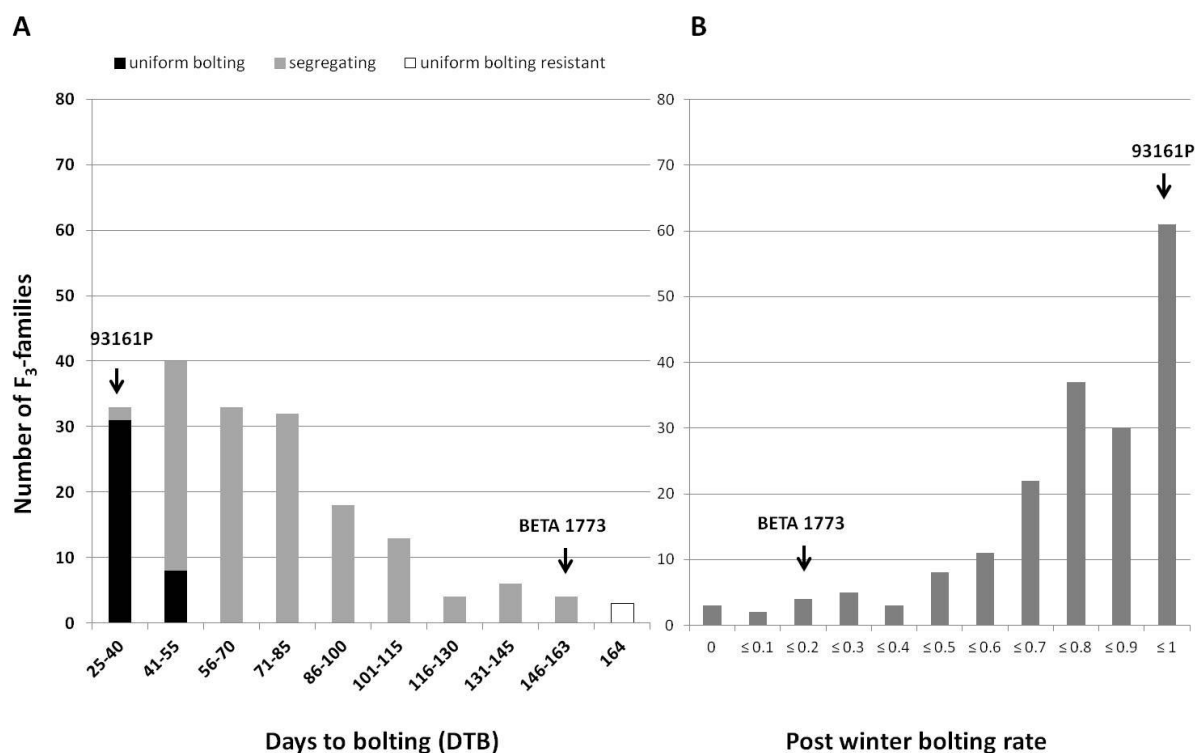 A
B
uniform bolting segregating uniform bolting resistant
Number of F₃-families
80
70
60
50
40
30
20
10
0
93161P
BETA 1773
25-40 41-55 56-70 71-85 86-100 101-115 116-130 131-145 146-163 164
Days to bolting (DTB)
80
70
60
50
40
30
20
10
0
93161P
BETA 1773
0 ≤ 0.1 ≤ 0.2 ≤ 0.3 ≤ 0.4 ≤ 0.5 ≤ 0.6 ≤ 0.7 ≤ 0.8 ≤ 0.9 ≤ 1
Post winter bolting rate